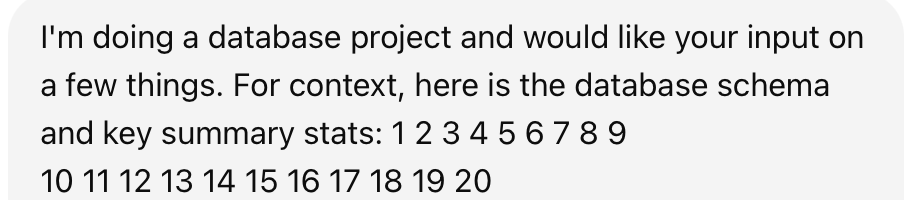 I'm doing a database project and would like your input on
a few things. For context, here is the database schema
and key summary stats: 1 2 3 4 5 6 7 8 9
10 11 12 13 14 15 16 17 18 19 20